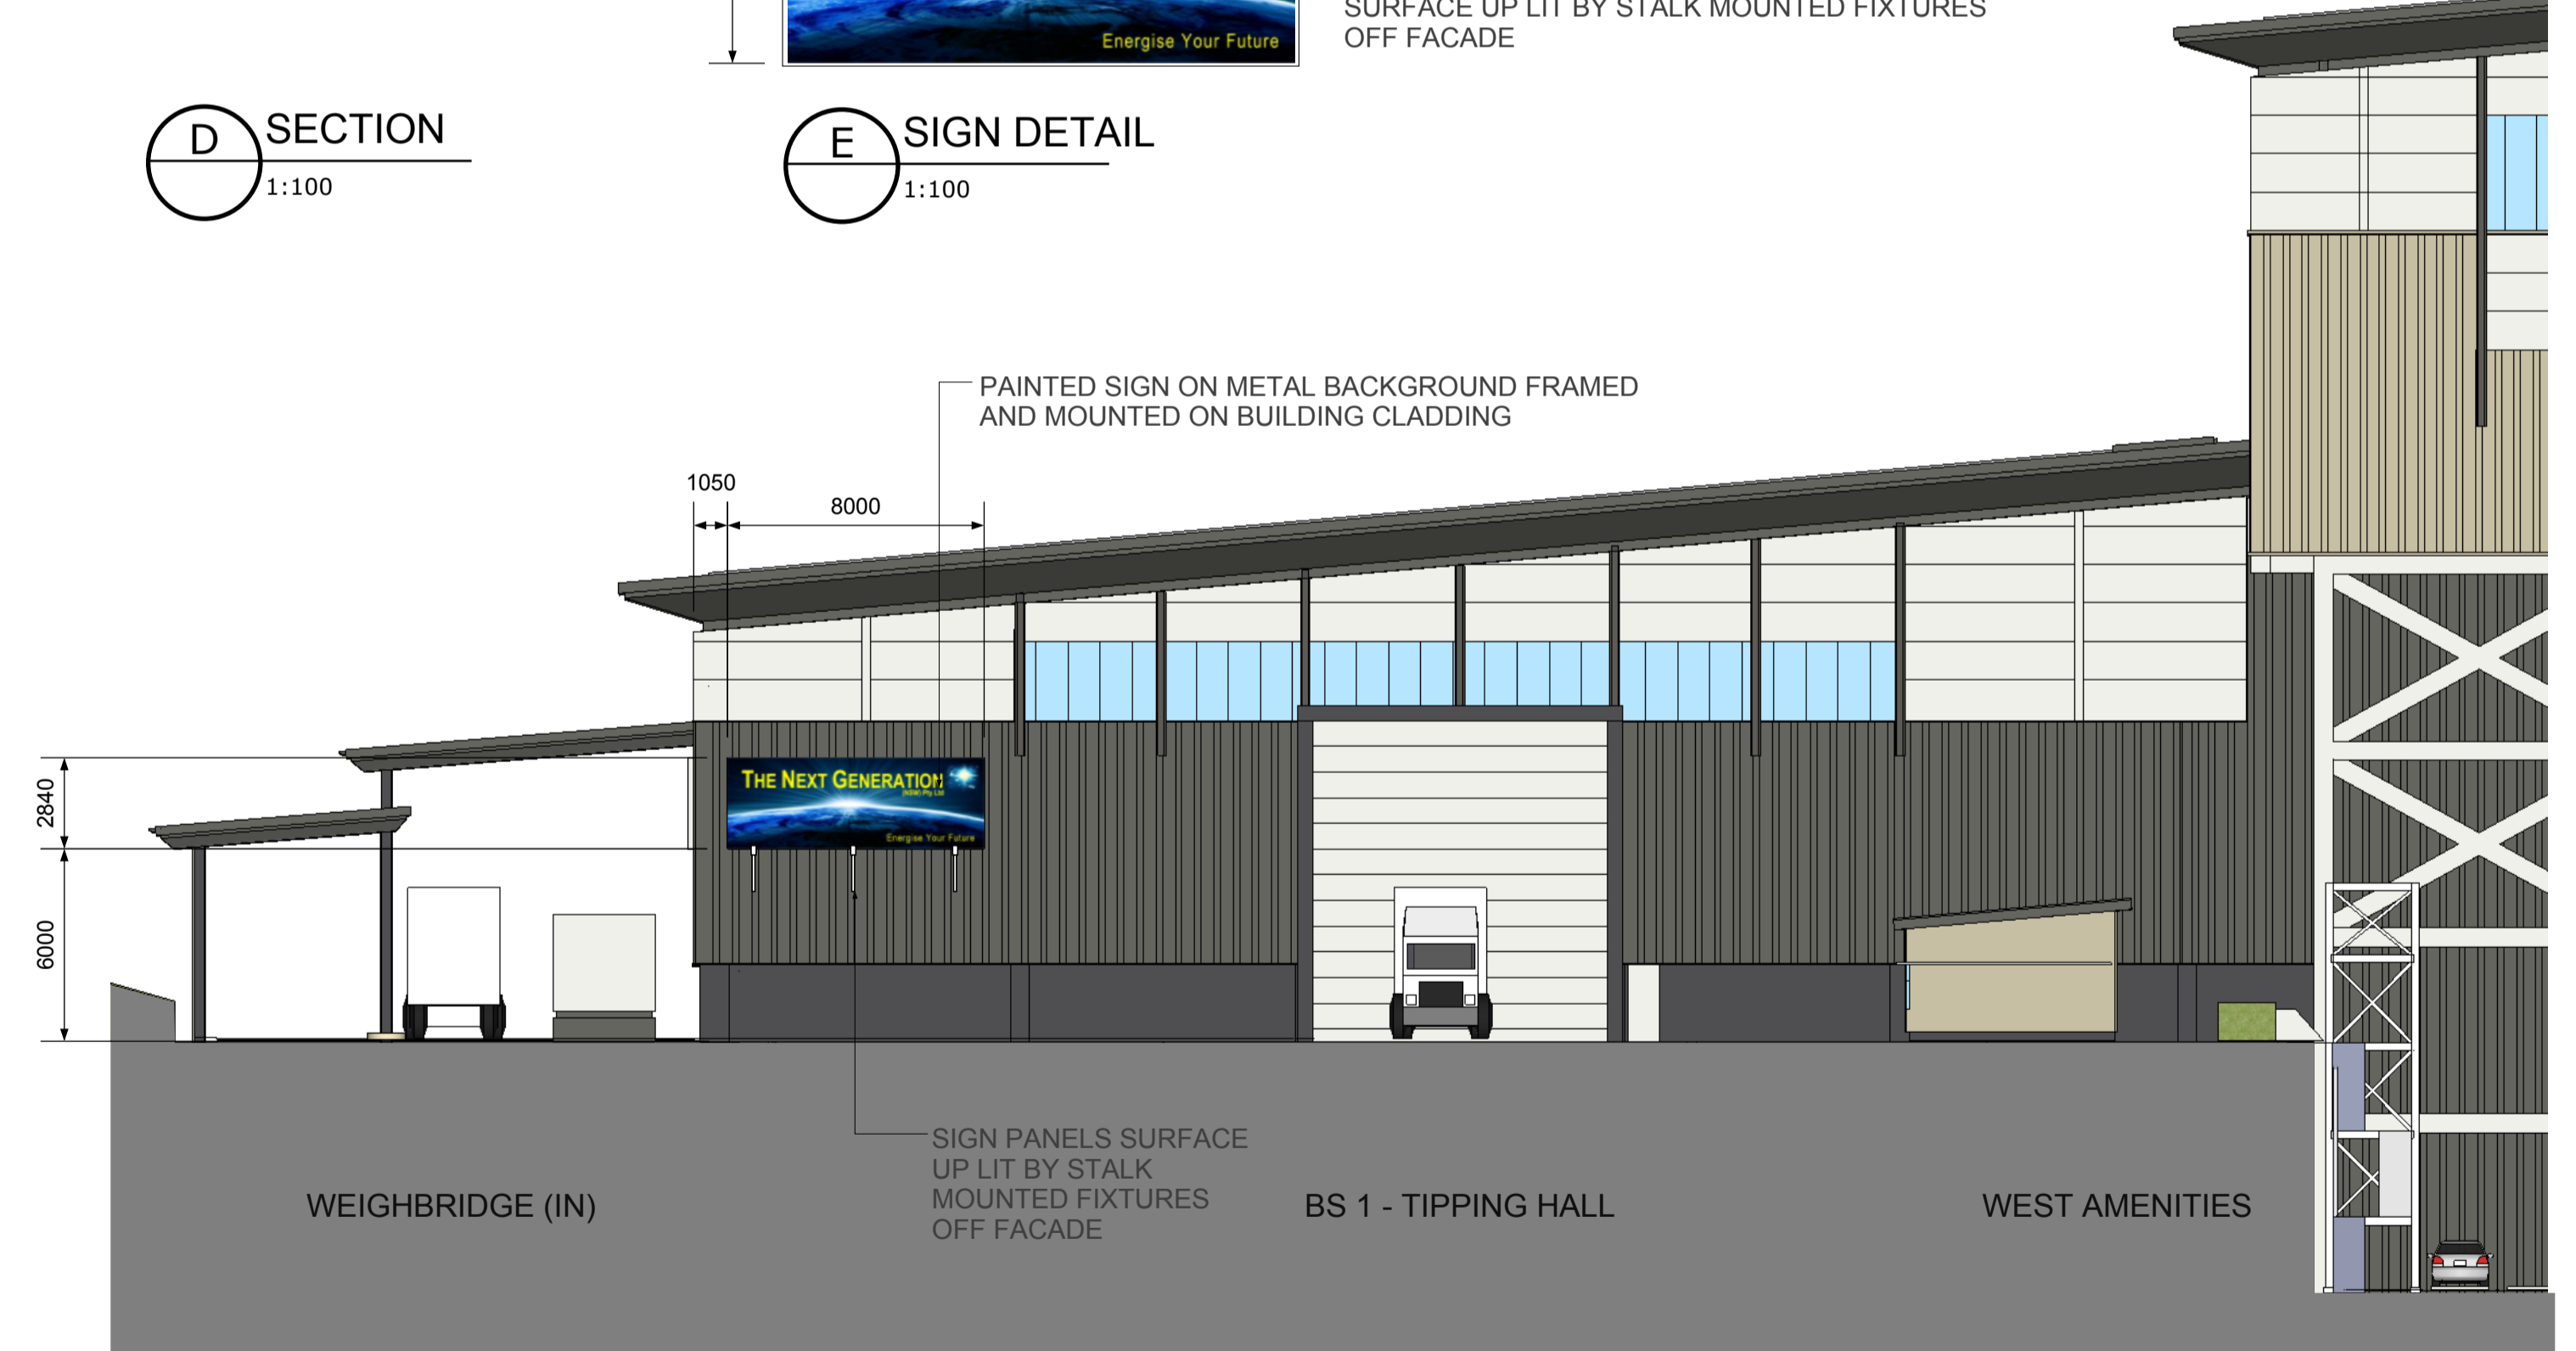 SURFACE UP LIT BY STALK MOUNTED FIXTURES
OFF FACADE
Energise Your Future
D
SECTION
1:100
E
SIGN DETAIL
1:100
PAINTED SIGN ON METAL BACKGROUND FRAMED
AND MOUNTED ON BUILDING CLADDING
1050
8000
2840
6000
THE NEXT GENERATION
(NSW) Pty Ltd
Energise Your Future
SIGN PANELS SURFACE
UP LIT BY STALK
MOUNTED FIXTURES
OFF FACADE
WEIGHBRIDGE (IN)
BS 1 - TIPPING HALL
WEST AMENITIES